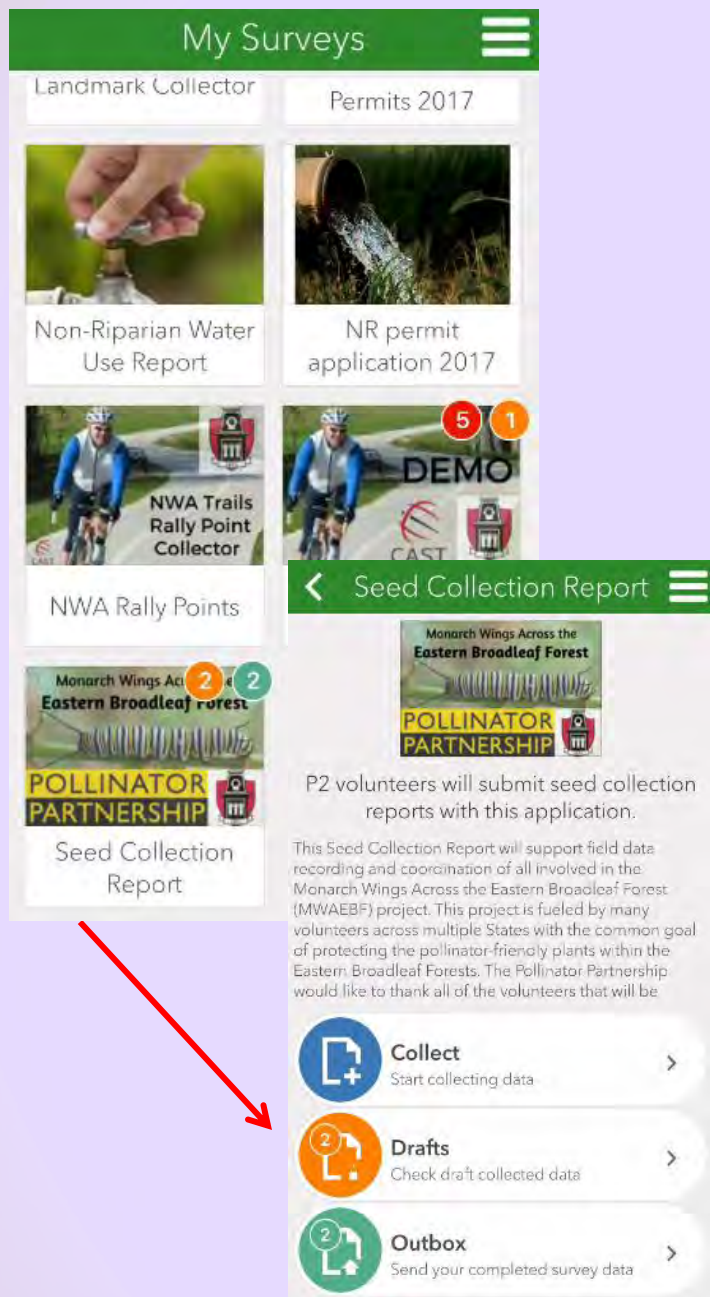 My Surveys
Landmark Collector
Permits 2017
Non-Riparian Water
Use Report
NR permit
application 2017
NWA Trails
Rally Point
Collector
CAST
NWA Rally Points
5
1
DEMO
CAST
Monarch Wings
2
2
Eastern Broadleaf Forest
POLLINATOR
PARTNERSHIP
Seed Collection
Report
Seed Collection Report
Monarch Wings Across the
Eastern Broadleaf Forest
POLLINATOR
PARTNERSHIP
P2 volunteers will submit seed collection
reports with this application.
This Seed Collection Report will support field data
recording and coordination of all involved in the
Monarch Wings Across the Eastern Broadleaf Forest
(MWAEBF) project. This project is fueled by many
volunteers across multiple States with the common goal
of protecting the pollinator-friendly plants within the
Eastern Broadleaf Forests. The Pollinator Partnership
would like to thank all of the volunteers that will be
Collect
Start collecting data
2
Drafts
Check draft collected data
2
Outbox
Send your completed survey data